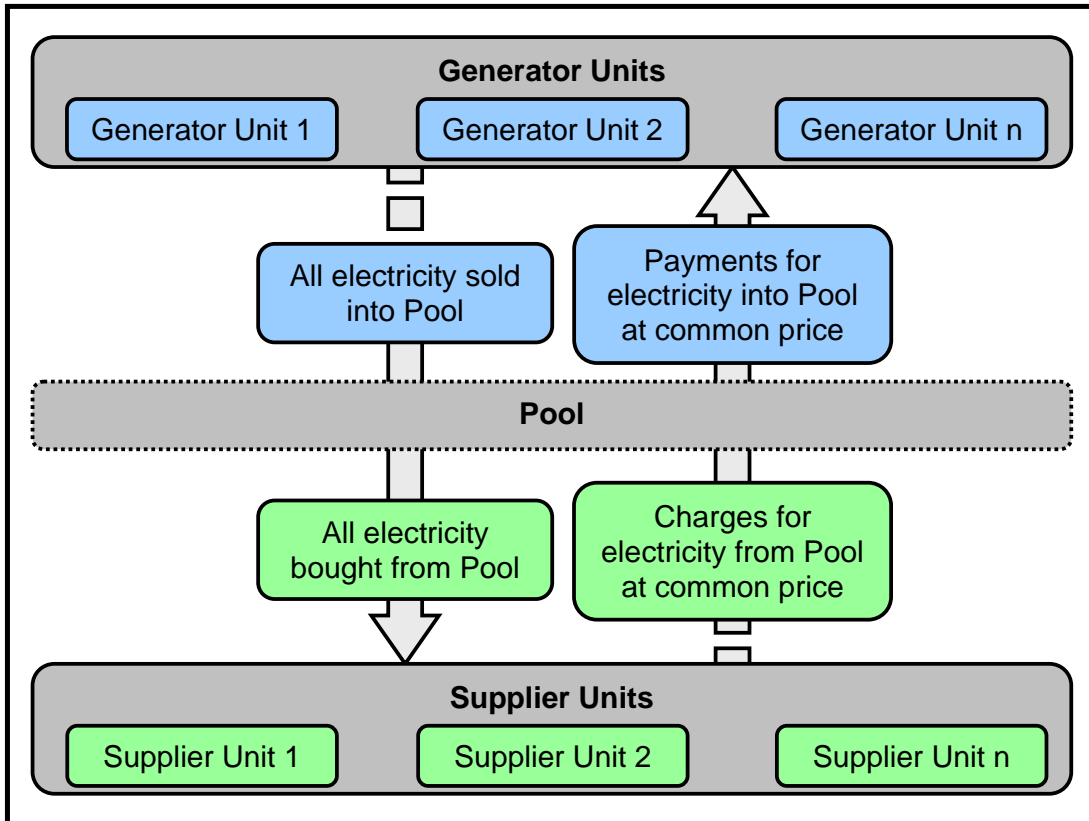 Generator Units
Generator Unit 1
Generator Unit 2
Generator Unit n
All electricity sold
into Pool
Payments for
electricity into Pool
at common price
Pool
All electricity
bought from Pool
Charges for
electricity from Pool
at common price
Supplier Units
Supplier Unit 1
Supplier Unit 2
Supplier Unit n